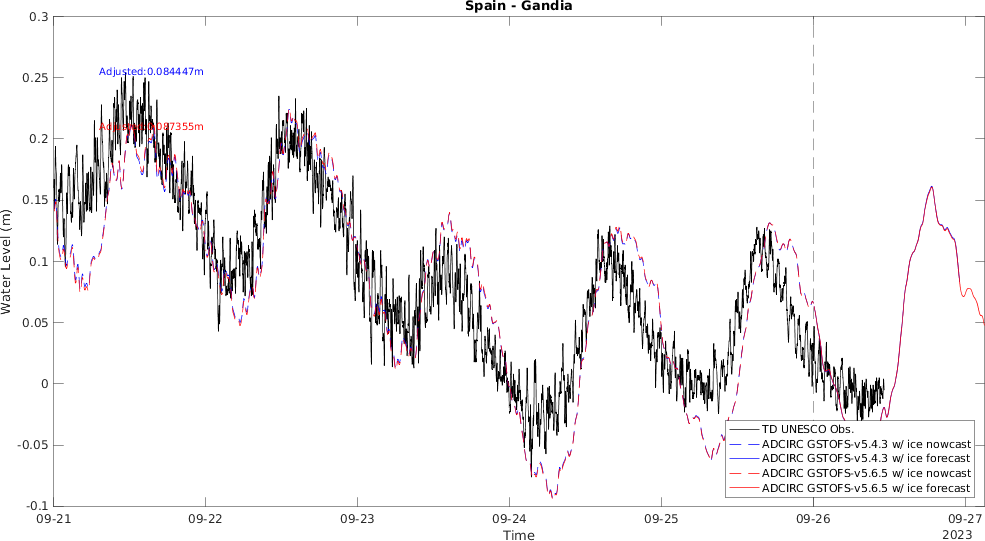 Spain - Gandia
0.3
0.25
0.2
0.15
0.1
0.05
0
-0.05
-0.1
Water Level (m)
Adjusted:0.084447m
Adjusted:0.087355m
TD UNESCO Obs.
ADCIRC GSTOFS-v5.4.3 w/ ice nowcast
ADCIRC GSTOFS-v5.4.3 w/ ice forecast
ADCIRC GSTOFS-v5.6.5 w/ ice nowcast
ADCIRC GSTOFS-v5.6.5 w/ ice forecast
09-21
09-22
09-23
09-24
09-25
09-26
09-27
Time
2023